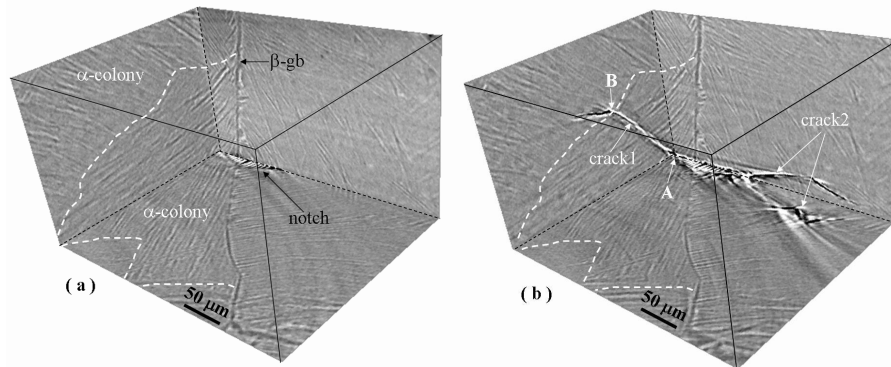 α-colony
β-gb
α-colony
notch
( a )
50 μm
B
crack1
crack2
A
( b )
50 μm